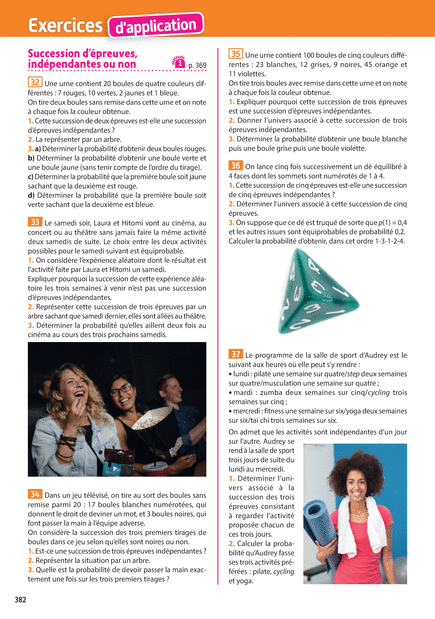 Exercices d'application
Succession d'épreuves,
indépendantes ou non
1 p. 369
32 Une urne contient 20 boules de quatre couleurs dif-
férentes : 7 rouges, 10 vertes, 2 jaunes et 1 bleue.
On tire deux boules sans remise dans cette urne et on note
à chaque fois la couleur obtenue.
1. Cette succession de deux épreuves est-elle une succession
d'épreuves indépendantes ?
2. La représenter par un arbre.
3. a) Déterminer la probabilité d'obtenir deux boules rouges.
b) Déterminer la probabilité d'obtenir une boule verte et
une boule jaune (sans tenir compte de l'ordre du tirage).
c) Déterminer la probabilité que la première boule soit jaune
sachant que la deuxième est rouge.
d) Déterminer la probabilité que la première boule soit
verte sachant que la deuxième est bleue.
33 Le samedi soir, Laura et Hitomi vont au cinéma, au
concert ou au théâtre sans jamais faire la même activité
deux samedis de suite. Le choix entre les deux activités
possibles pour le samedi suivant est équiprobable.
1. On considère l'expérience aléatoire dont le résultat est
l'activité faite par Laura et Hitomi un samedi.
Expliquer pourquoi la succession de cette expérience aléa-
toire les trois semaines à venir n'est pas une succession
d'épreuves indépendantes.
2. Représenter cette succession de trois épreuves par un
arbre sachant que samedi dernier, elles sont allées au théâtre.
3. Déterminer la probabilité qu'elles aillent deux fois au
cinéma au cours des trois prochains samedis.
34 Dans un jeu télévisé, on tire au sort des boules sans
remise parmi 20 : 17 boules blanches numérotées, qui
donnent le droit de deviner un mot, et 3 boules noires, qui
font passer la main à l'équipe adverse.
On considère la succession des trois premiers tirages de
boules dans ce jeu selon qu'elles sont noires ou non.
1. Est-ce une succession de trois épreuves indépendantes ?
2. Représenter la situation par un arbre.
3. Quelle est la probabilité de devoir passer la main exac-
tement une fois sur les trois premiers tirages ?
35 Une urne contient 100 boules de cinq couleurs diffé-
rentes : 23 blanches, 12 grises, 9 noires, 45 orange et
11 violettes.
On tire trois boules avec remise dans cette urne et on note
à chaque fois la couleur obtenue.
1. Expliquer pourquoi cette succession de trois épreuves
est une succession d'épreuves indépendantes.
2. Donner l'univers associé à cette succession de trois
épreuves indépendantes.
3. Déterminer la probabilité d'obtenir une boule blanche
puis une boule grise puis une boule violette.
36 On lance cinq fois successivement un dé équilibré à
4 faces dont les sommets sont numérotés de 1 à 4.
1. Cette succession de cinq épreuves est-elle une succession
de cinq épreuves indépendantes ?
2. Déterminer l'univers associé à cette succession de cinq
épreuves.
3. On suppose que ce dé est truqué de sorte que p(1) = 0,4
et les autres issues sont équiprobables de probabilité 0,2.
Calculer la probabilité d'obtenir, dans cet ordre 1-3-1-2-4.
37 Le programme de la salle de sport d'Audrey est le
suivant aux heures où elle peut s'y rendre :
• lundi : pilate une semaine sur quatre/step deux semaines
sur quatre/musculation une semaine sur quatre ;
• mardi : zumba deux semaines sur cinq/cycling trois
semaines sur cinq ;
• mercredi : fitness une semaine sur six/yoga deux semaines
sur six/tai chi trois semaines sur six.
On admet que les activités sont indépendantes d'un jour
sur l'autre. Audrey se
rend à la salle de sport
trois jours de suite du
lundi au mercredi.
1. Déterminer l'uni-
vers associé à la
succession des trois
épreuves consistant
à regarder l'activité
proposée chacun de
ces trois jours.
2. Calculer la proba-
bilité qu'Audrey fasse
ses trois activités pré-
férées : pilate, cycling
et yoga.
382